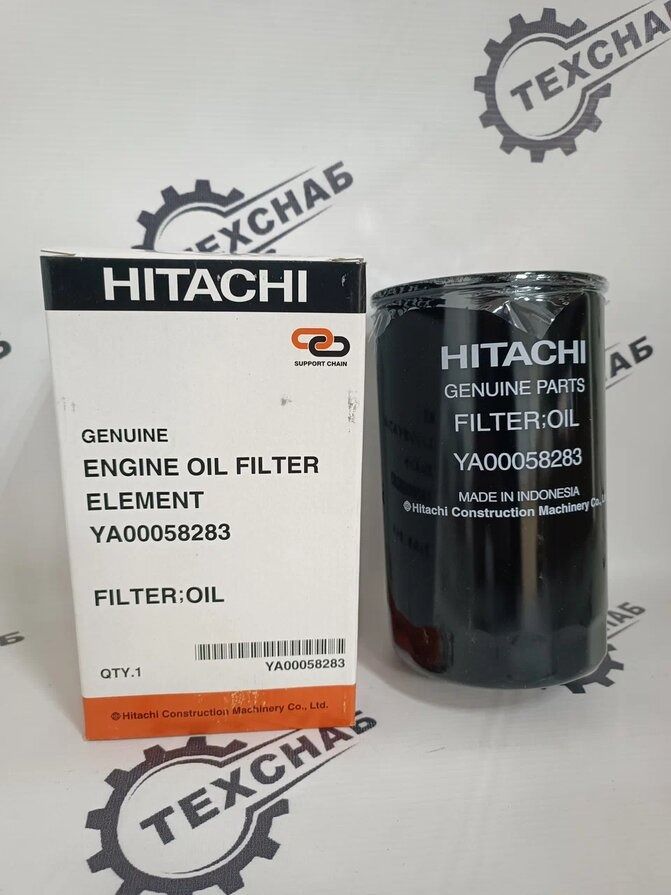 ТЕХСНАБ
ТЕХСНАБ
HITACHI
SUPPORT CHAIN
GENUINE
ENGINE OIL FILTER
ELEMENT
YA00058283
FILTER;OIL
QTY.1
YA00058283
©Hitachi Construction Machinery Co., Ltd.
HITACHI
GENUINE PARTS
FILTER;OIL
YA00058283
MADE IN INDONESIA
©Hitachi Construction Machinery Co., L
ТЕХСНАБ